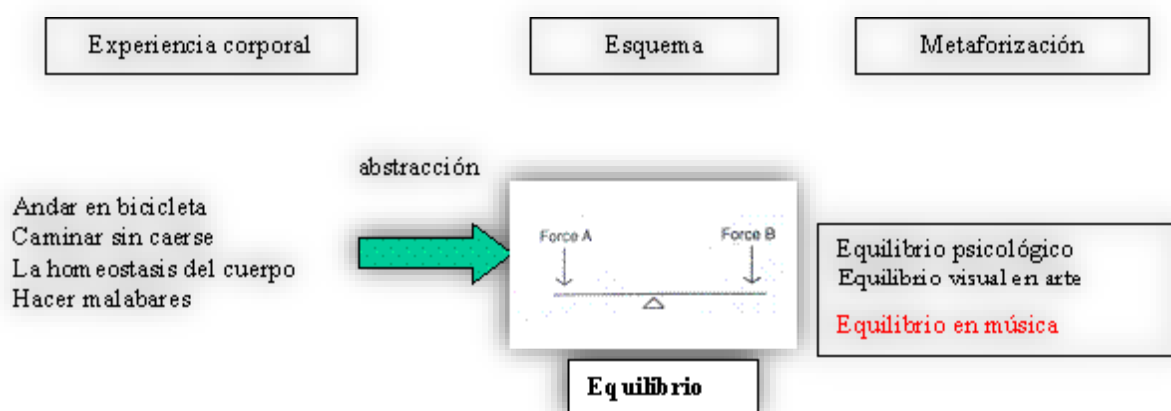 Experiencia corporal
Esquema
Metaforización
abstracción
Andar en bicicleta
Caminar sin caerse
La homeostasis del cuerpo
Hacer malabares
Force A
Force B
Equilibrio psicológico
Equilibrio visual en arte
Equilibrio en música
Equilibrio